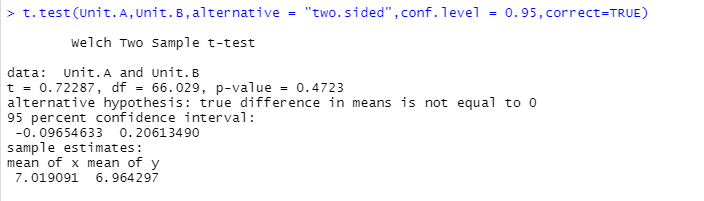 > t.test(Unit.A,Unit.B,alternative = "two.sided",conf.level = 0.95,correct=TRUE)
Welch Two Sample t-test
data:  Unit.A and Unit.B
t = 0.72287, df = 66.029, p-value = 0.4723
alternative hypothesis: true difference in means is not equal to 0
95 percent confidence interval:
-0.09654633  0.20613490
sample estimates:
mean of x mean of y
7.019091  6.964297